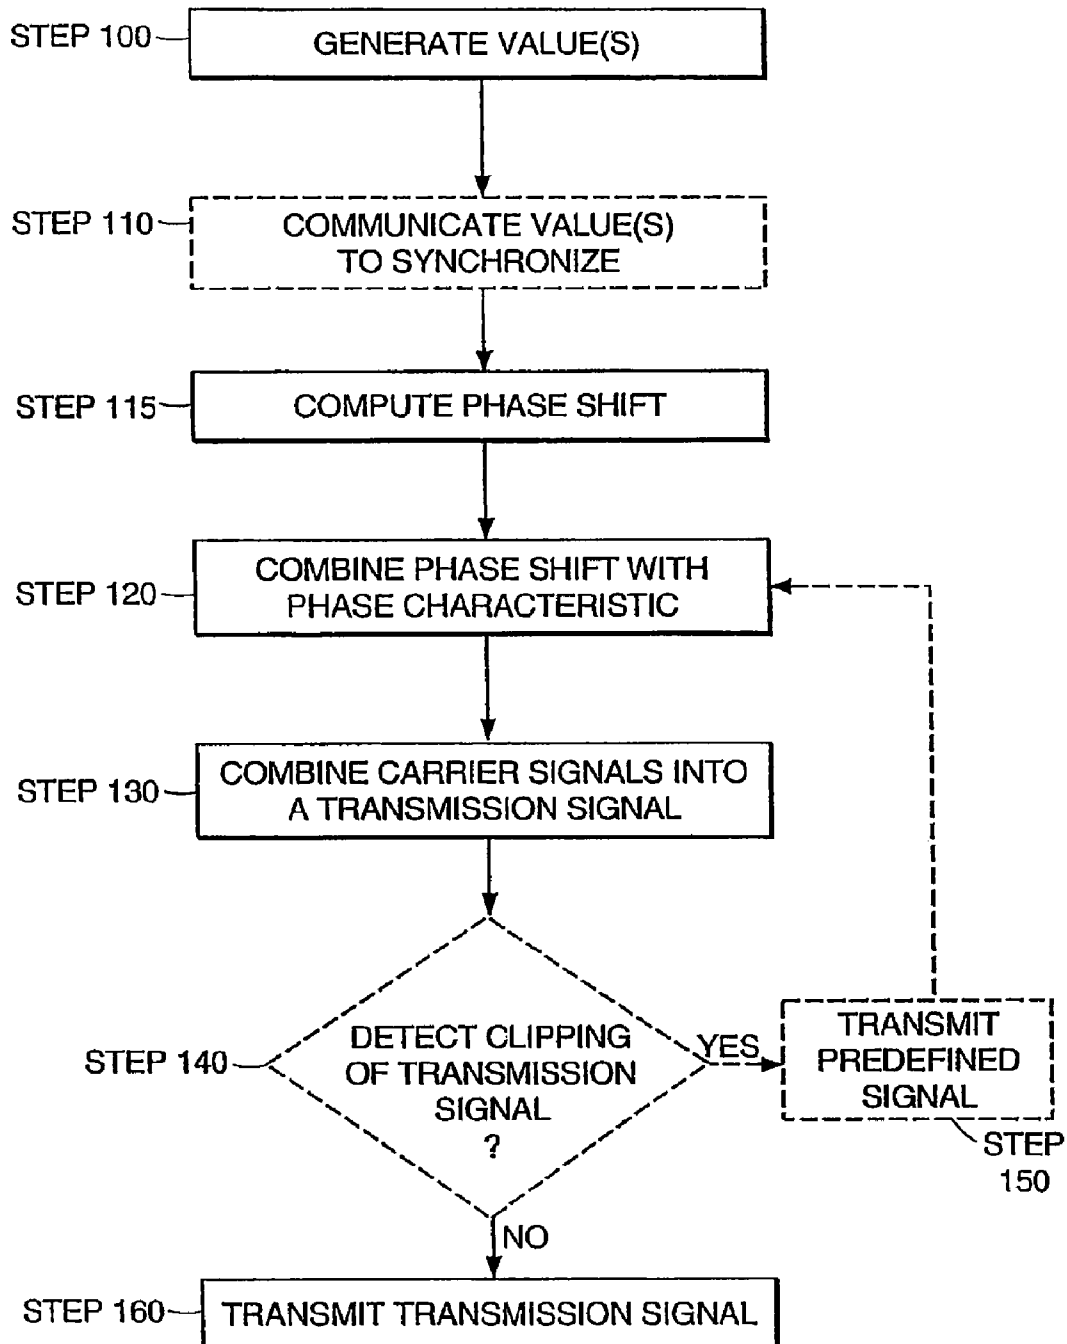 STEP 100
GENERATE VALUE(S)
STEP 110
COMMUNICATE VALUE(S)
TO SYNCHRONIZE
STEP 115
COMPUTE PHASE SHIFT
STEP 120
COMBINE PHASE SHIFT WITH
PHASE CHARACTERISTIC
STEP 130
COMBINE CARRIER SIGNALS INTO
A TRANSMISSION SIGNAL
STEP 140
DETECT CLIPPING
OF TRANSMISSION
SIGNAL
?
YES
TRANSMIT
PREDEFINED
SIGNAL
STEP
150
NO
STEP 160
TRANSMIT TRANSMISSION SIGNAL